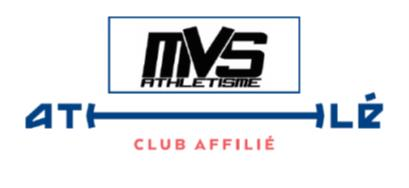 MVS
ATHLETISME
ATHLÉ
CLUB AFFILIÉ